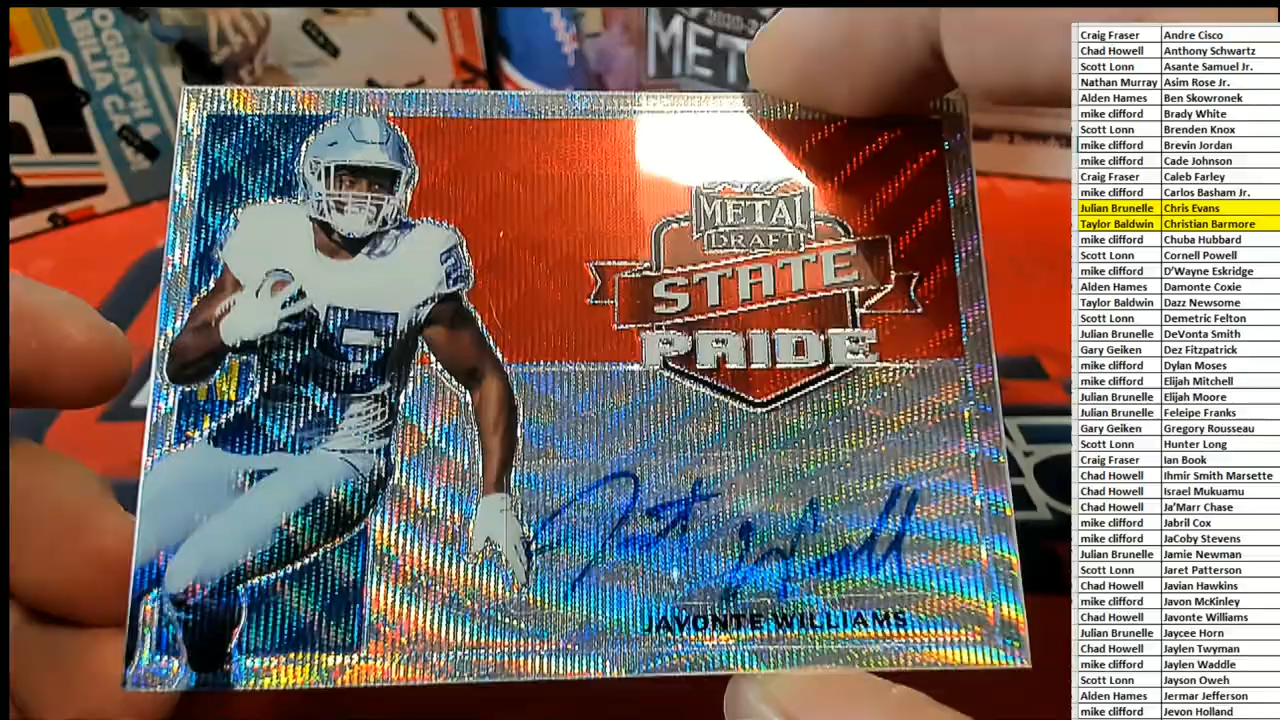 METAL
DRAFT
STATE
PRIDE
25
JAVONTE WILLIAMS
Craig Fraser Andre Cisco
Chad Howell Anthony Schwartz
Scott Lonn Asante Samuel Jr.
Nathan Murray Asim Rose Jr.
Alden Hames Ben Skowronek
mike clifford Brady White
Scott Lonn Brenden Knox
mike clifford Brevin Jordan
mike clifford Cade Johnson
Craig Fraser Caleb Farley
mike clifford Carlos Basham Jr.
Julian Brunelle Chris Evans
Taylor Baldwin Christian Barmore
mike clifford Chuba Hubbard
Scott Lonn Cornell Powell
mike clifford D'Wayne Eskridge
Alden Hames Damonte Coxie
Taylor Baldwin Dazz Newsome
Scott Lonn Demetric Felton
Julian Brunelle DeVonta Smith
Gary Geiken Dez Fitzpatrick
mike clifford Dylan Moses
mike clifford Elijah Mitchell
Julian Brunelle Elijah Moore
Julian Brunelle Feleipe Franks
Gary Geiken Gregory Rousseau
Scott Lonn Hunter Long
Craig Fraser Ian Book
Chad Howell Ihmir Smith Marsette
Chad Howell Israel Mukuamu
Chad Howell Ja'Marr Chase
mike clifford Jabril Cox
mike clifford JaCoby Stevens
Julian Brunelle Jamie Newman
Scott Lonn Jaret Patterson
Chad Howell Javian Hawkins
mike clifford Javon McKinley
Chad Howell Javonte Williams
Julian Brunelle Jaycee Horn
Chad Howell Jaylen Twyman
mike clifford Jaylen Waddle
Scott Lonn Jayson Oweh
Alden Hames Jermar Jefferson
mike clifford Jevon Holland